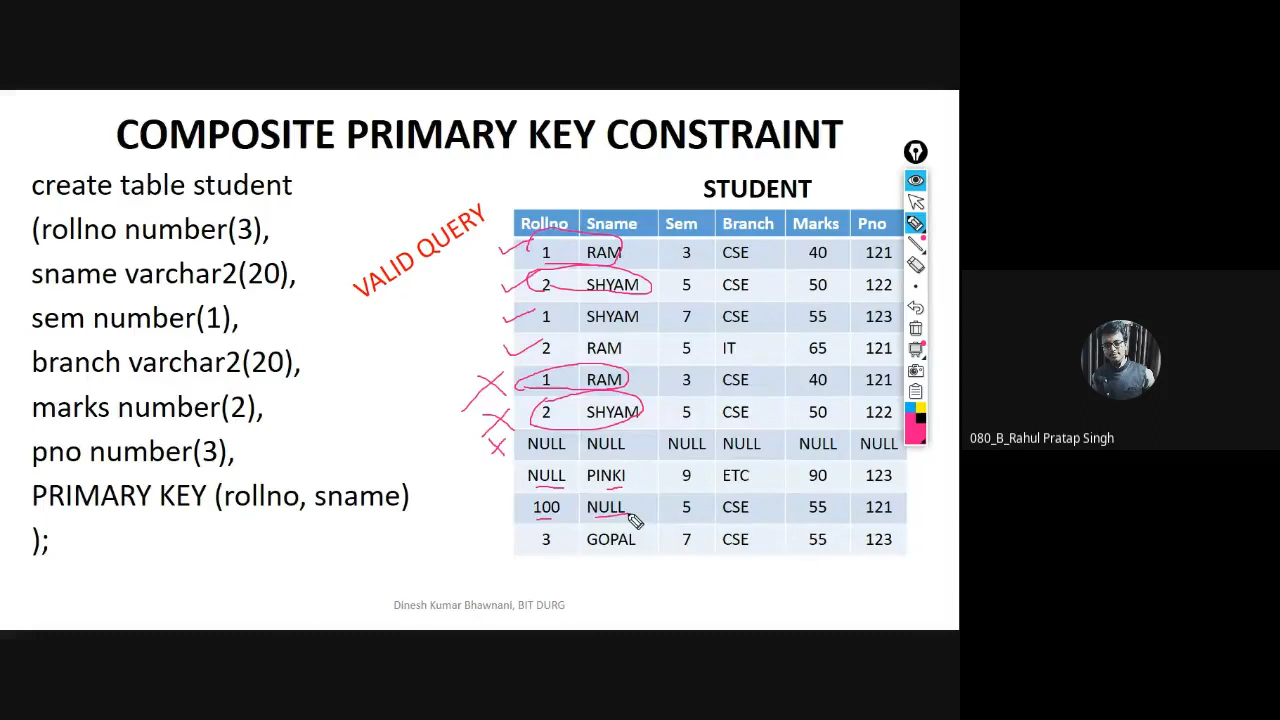 COMPOSITE PRIMARY KEY CONSTRAINT
create table student
(rollno number(3),
sname varchar2(20),
sem number(1),
branch varchar2(20),
marks number(2),
pno number(3),
PRIMARY KEY (rollno, sname)
);
VALID QUERY
STUDENT
Rollno Sname Sem Branch Marks Pno
1 RAM 3 CSE 40 121
2 SHYAM 5 CSE 50 122
1 SHYAM 7 CSE 55 123
2 RAM 5 IT 65 121
1 RAM 3 CSE 40 121
2 SHYAM 5 CSE 50 122
NULL NULL NULL NULL NULL NULL
NULL PINKI 9 ETC 90 123
100 NULL 5 CSE 55 121
3 GOPAL 7 CSE 55 123
Dinesh Kumar Bhawnani, BIT DURG
080_B_Rahul Pratap Singh